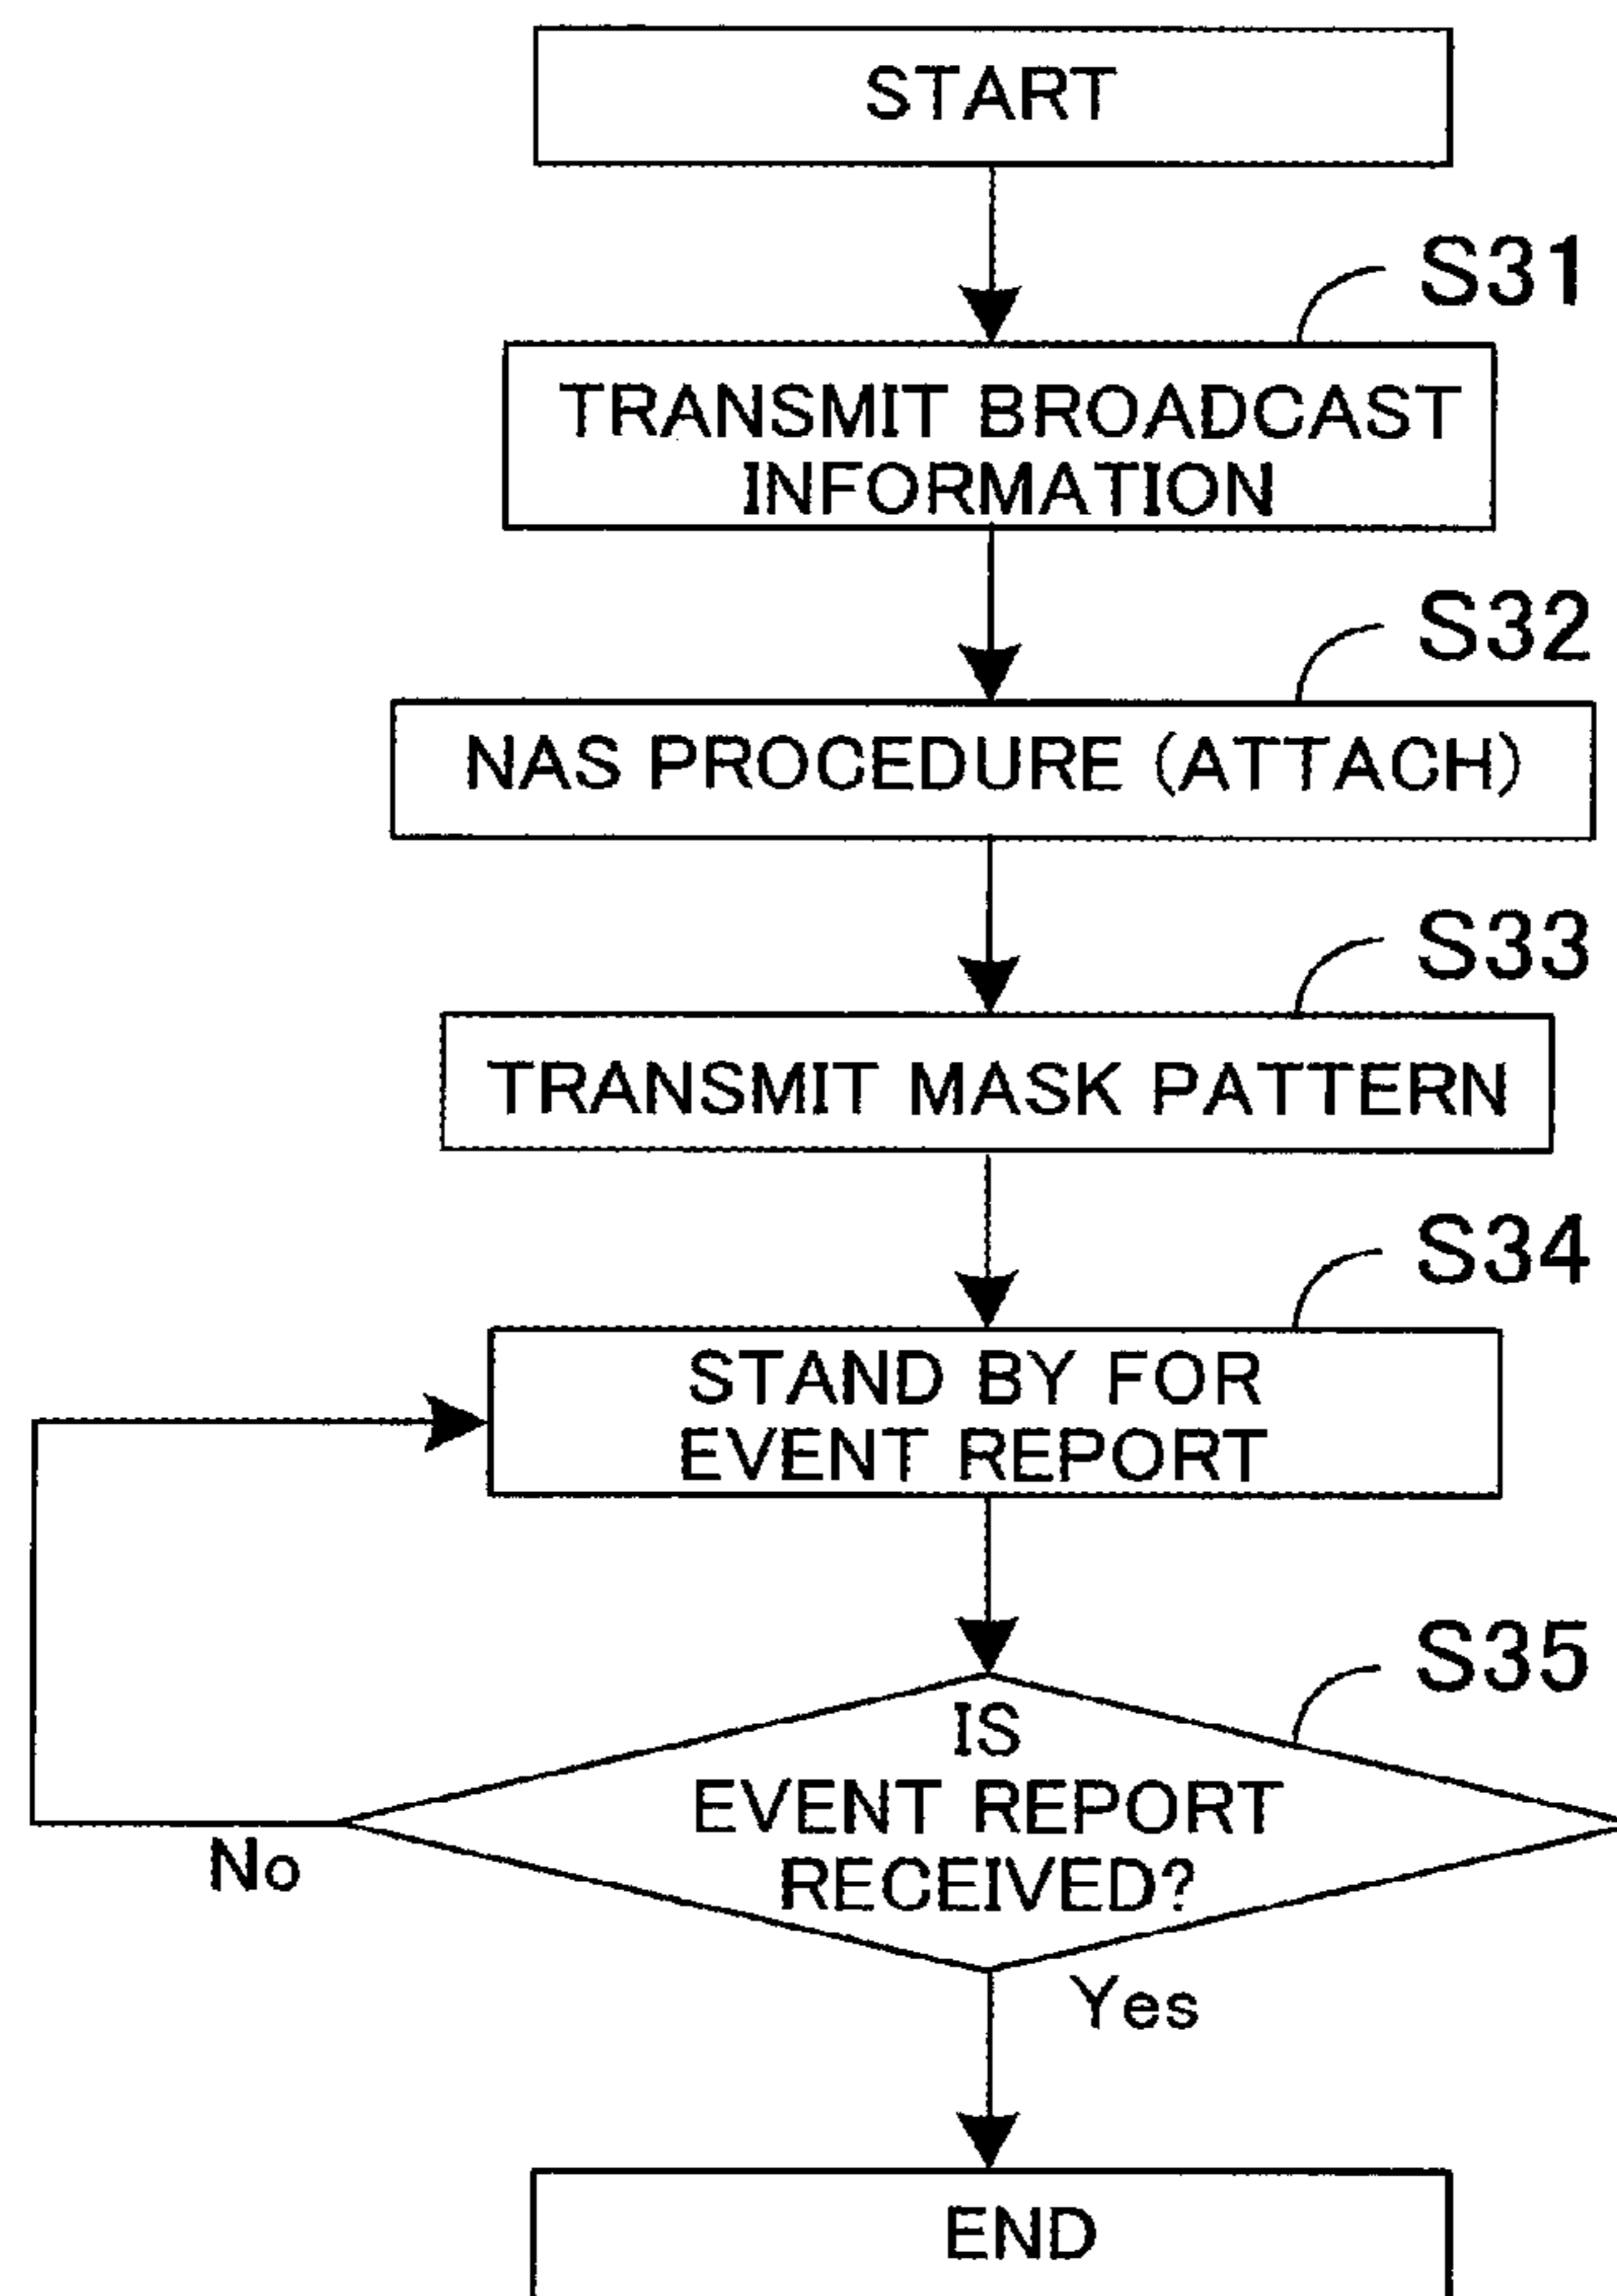 START
S31
TRANSMIT BROADCAST
INFORMATION
S32
NAS PROCEDURE (ATTACH)
S33
TRANSMIT MASK PATTERN
S34
STAND BY FOR
EVENT REPORT
S35
IS
EVENT REPORT
RECEIVED?
No
Yes
END